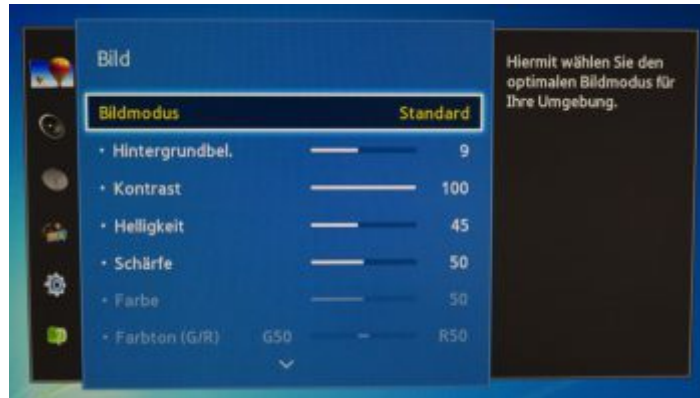 Bild
Bildmodus Standard
· Hintergrundbel. 9
· Kontrast 100
· Helligkeit 45
· Schärfe 50
· Farbe 50
· Farbton (G/R) G50 R50
Hiermit wählen Sie den
optimalen Bildmodus für
Ihre Umgebung.